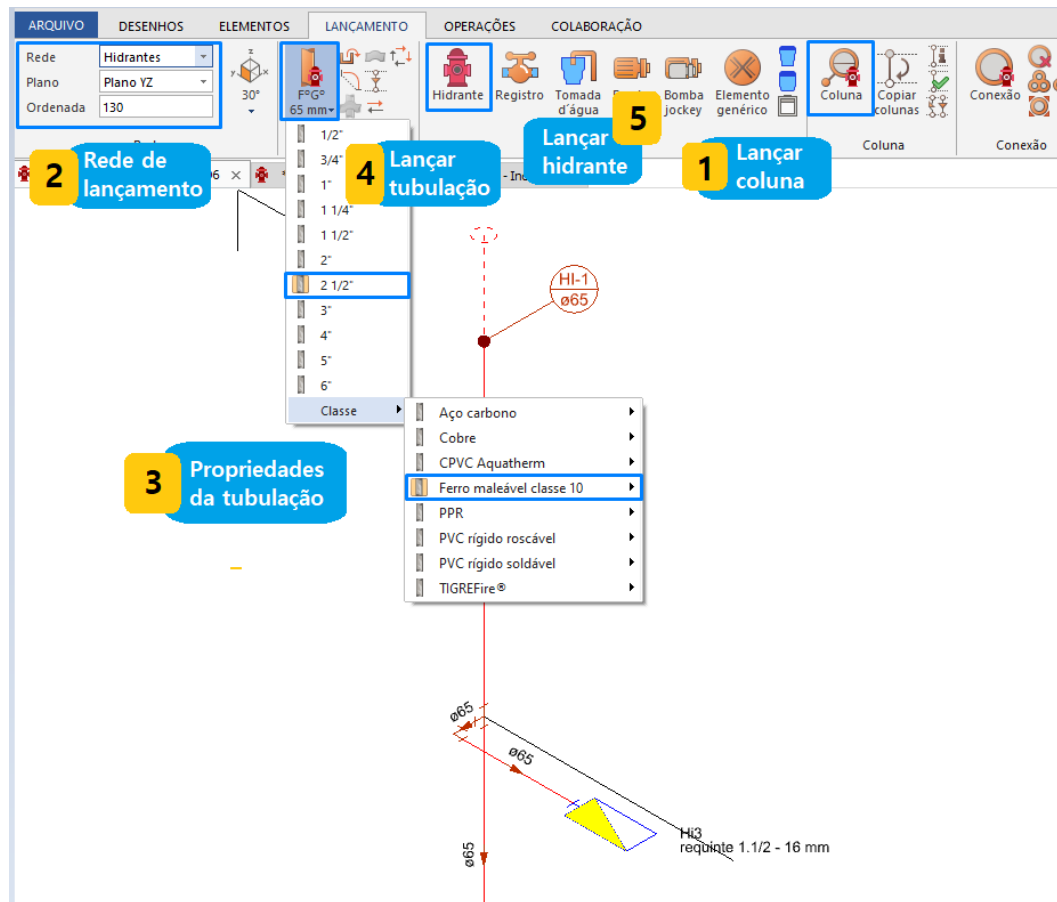 ARQUIVO DESENHOS ELEMENTOS LANÇAMENTO OPERAÇÕES COLABORAÇÃO
Rede Hidrantes
Plano Plano YZ
Ordenada 130
z
y
x
30°
F°G°
65 mm
Hidrante
Registro
Tomada
d´água
Bomba
jockey
Elemento
genérico
Coluna
Copiar
colunas
Conexão
Coluna
Conexão
2 Rede de
lançamento
4 Lançar
tubulação
5 Lançar
hidrante
1 Lançar
coluna
1/2"
3/4"
1"
1 1/4"
1 1/2"
2"
2 1/2"
3"
4"
5"
6"
Classe
Aço carbono
Cobre
CPVC Aquatherm
Ferro maleável classe 10
PPR
PVC rígido roscável
PVC rígido soldável
TIGREFire®
3 Propriedades
da tubulação
HI-1
ø65
ø65
ø65
ø65
Hi3
requinte 1.1/2 - 16 mm